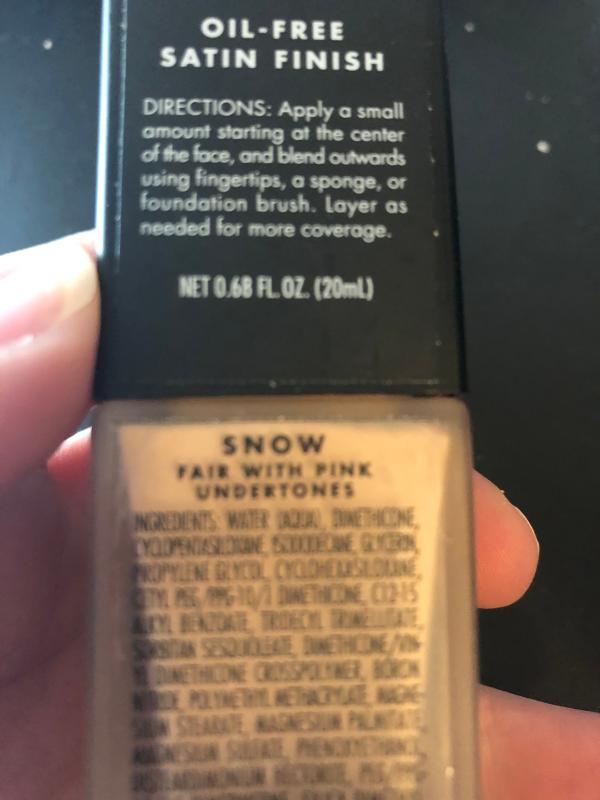 OIL-FREE
SATIN FINISH
DIRECTIONS: Apply a small
amount starting at the center
of the face, and blend outwards
using fingertips, a sponge, or
foundation brush. Layer as
needed for more coverage.
NET 0.68 FL. OZ. (20mL)
SNOW
FAIR WITH PINK
UNDERTONES
INGREDIENTS: WATER (AQUA), DIMETHICONE,
CYCLOPENTASILOXANE, ISODODECANE, GLYCERIN,
PROPYLENE GLYCOL, CYCLOHEXASILOXANE,
CETYL PEG/PPG-10/1 DIMETHICONE, C12-15
ALKYL BENZOATE, TRIDECYL TRIMELLITATE,
SORBITAN SESQUIOLEATE, DIMETHICONE/VIN-
YL DIMETHICONE CROSSPOLYMER, BORON
NITRIDE, POLYMETHYL METHACRYLATE, MAGNE-
SIUM STEARATE, MAGNESIUM PALMITATE,
MAGNESIUM SULFATE, PHENOXYETHANOL,
DISTEARDIMONIUM HECTORITE,